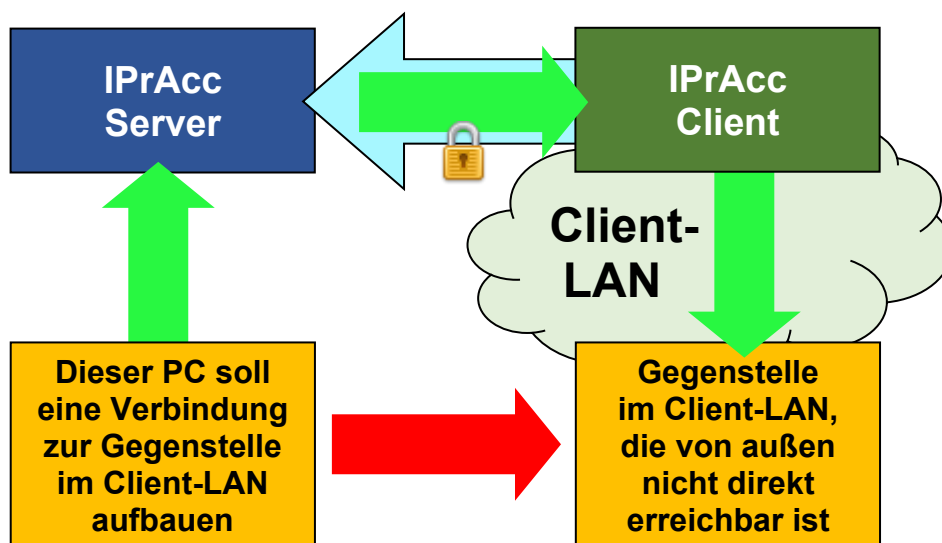 IPrAcc
Server
IPrAcc
Client
Client-
LAN
Dieser PC soll
eine Verbindung
zur Gegenstelle
im Client-LAN
aufbauen
Gegenstelle
im Client-LAN,
die von außen
nicht direkt
erreichbar ist